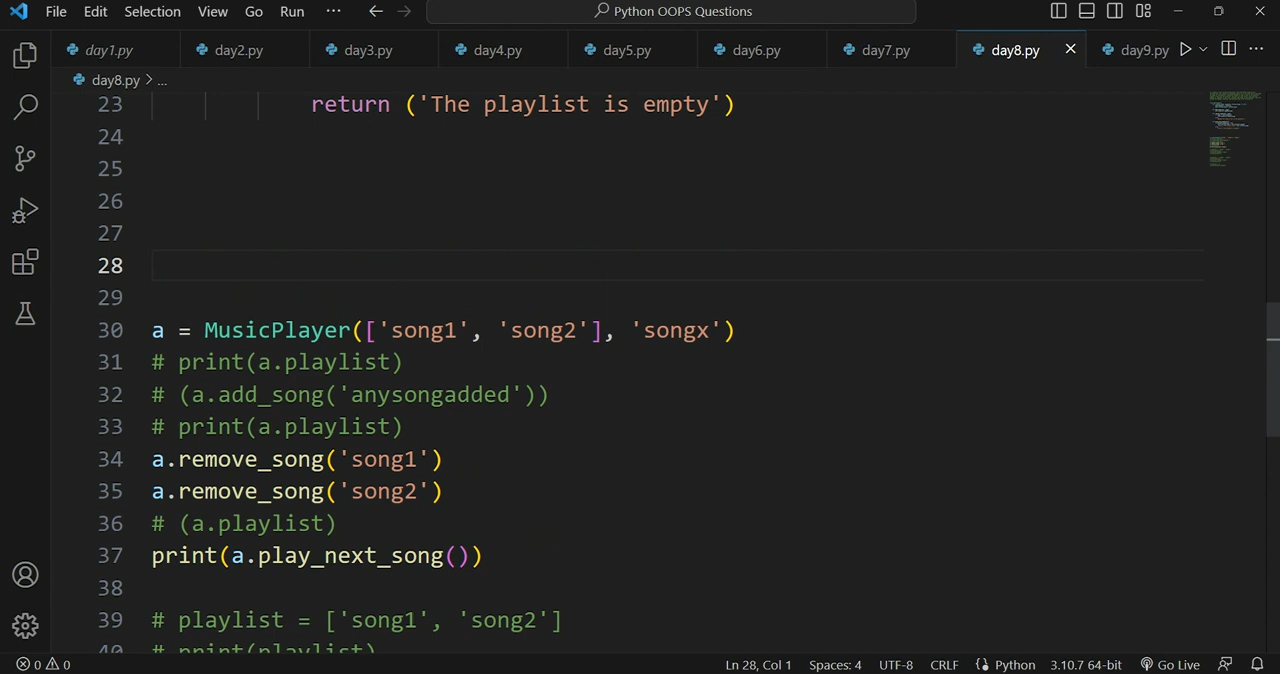 File Edit Selection View Go Run ··· Python OOPS Questions
day1.py day2.py day3.py day4.py day5.py day6.py day7.py day8.py day9.py
day8.py > ...
23 return ('The playlist is empty')
24
25
26
27
28
29
30 a = MusicPlayer(['song1', 'song2'], 'songx')
31 # print(a.playlist)
32 # (a.add_song('anysongadded'))
33 # print(a.playlist)
34 a.remove_song('song1')
35 a.remove_song('song2')
36 # (a.playlist)
37 print(a.play_next_song())
38
39 # playlist = ['song1', 'song2']
40 # print(playlist)
0 0 Ln 28, Col 1 Spaces: 4 UTF-8 CRLF Python 3.10.7 64-bit Go Live